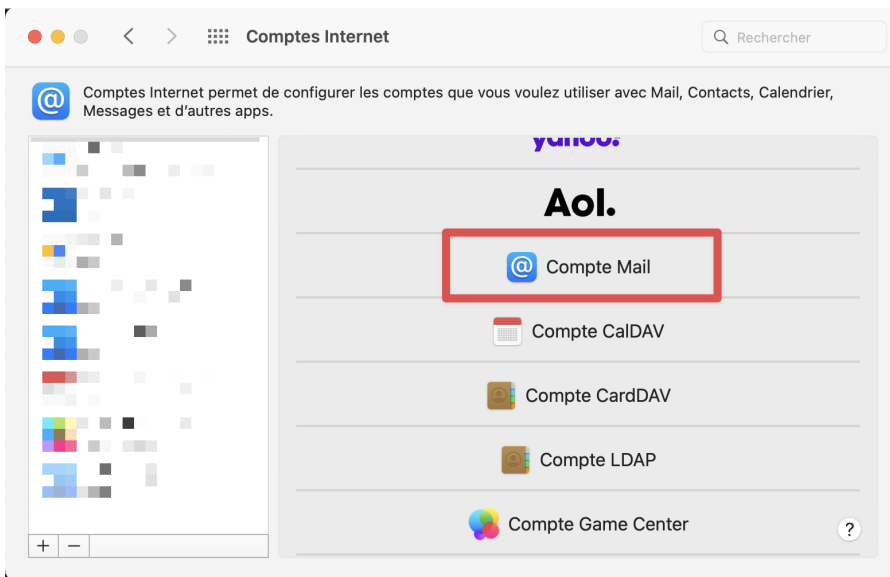 Comptes Internet
Rechercher
Comptes Internet permet de configurer les comptes que vous voulez utiliser avec Mail, Contacts, Calendrier,
Messages et d'autres apps.
yahoo!
Aol.
@ Compte Mail
Compte CalDAV
Compte CardDAV
Compte LDAP
Compte Game Center
?
+ −